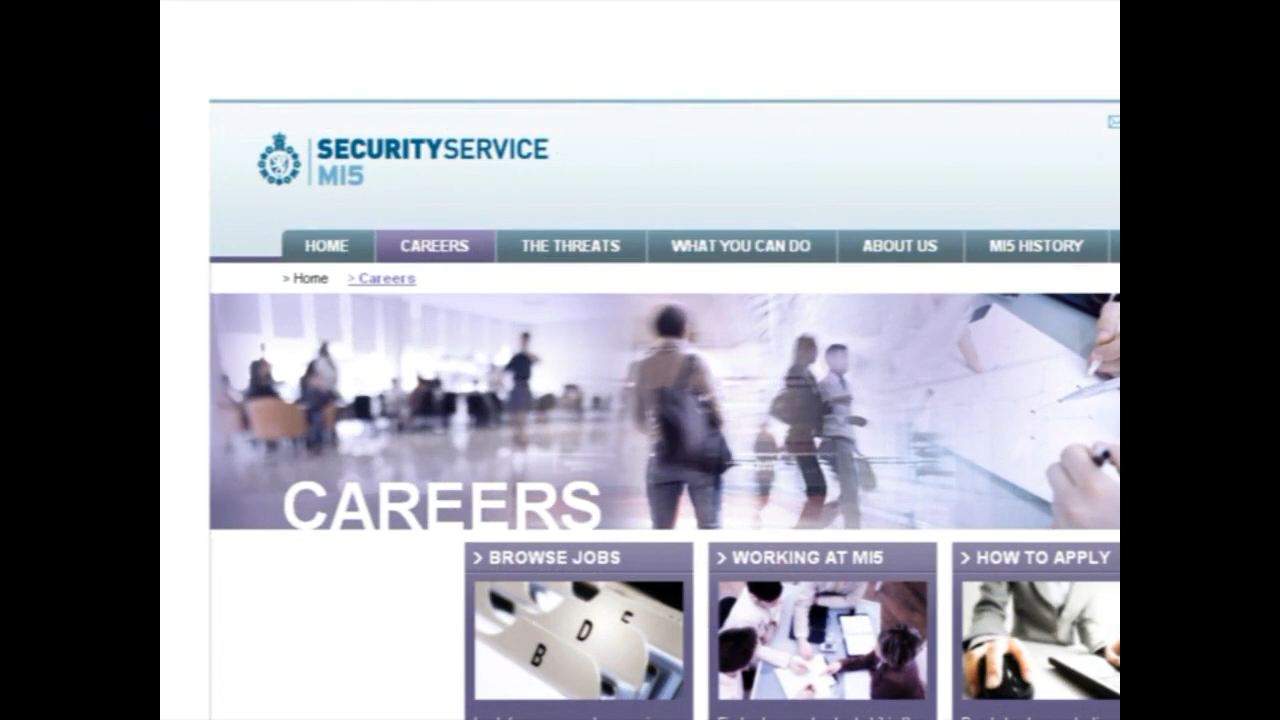 SECURITYSERVICE
MI5
HOME CAREERS THE THREATS WHAT YOU CAN DO ABOUT US MI5 HISTORY
> Home > Careers
CAREERS
> BROWSE JOBS > WORKING AT MI5 > HOW TO APPLY
B D E